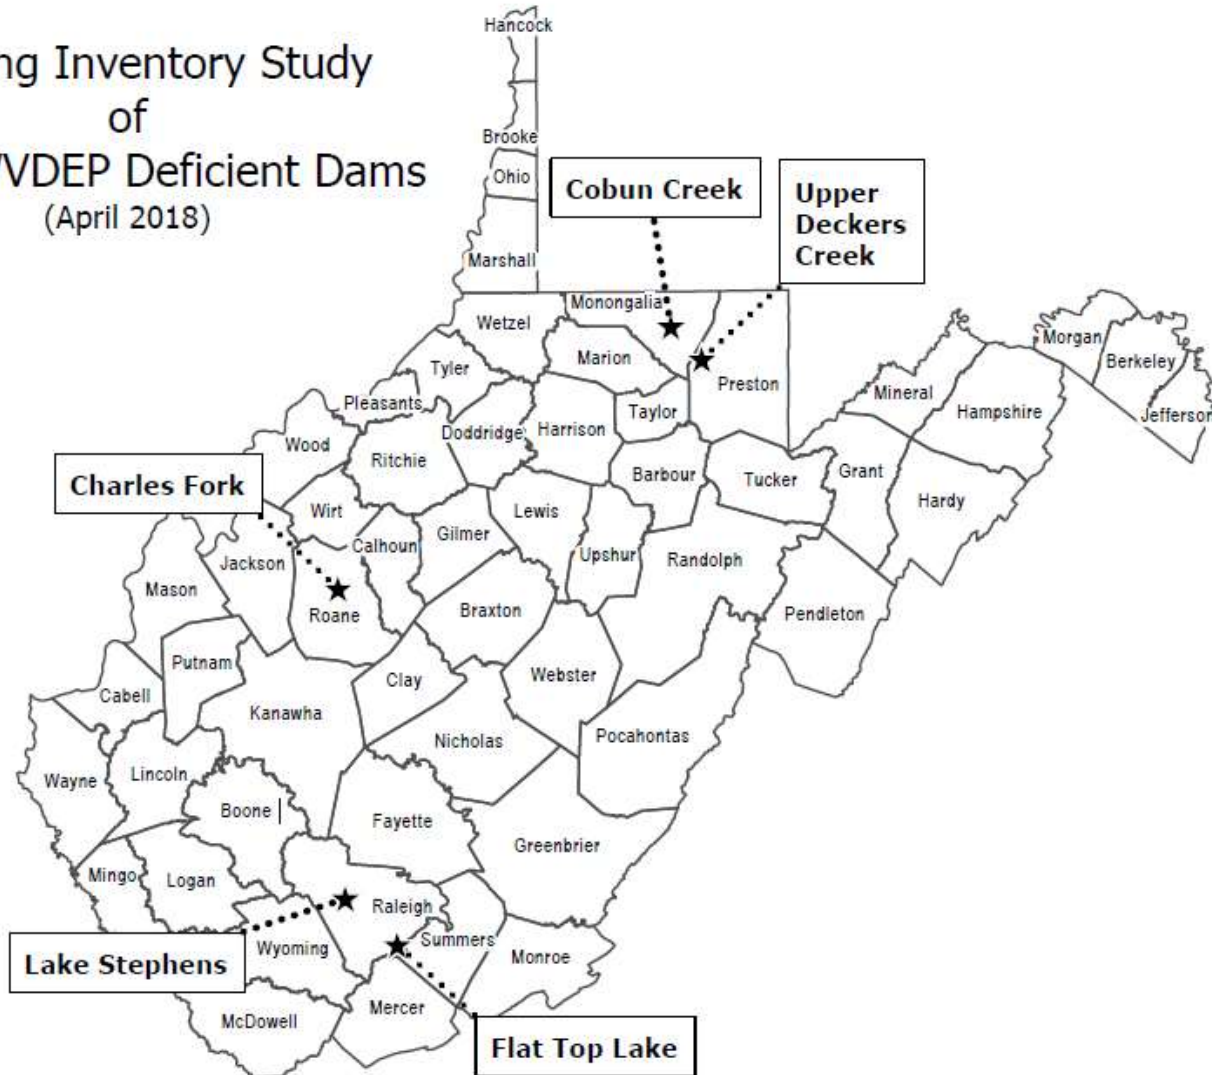 Hancock
ng Inventory Study
of
VDEP Deficient Dams
(April 2018)
Brooke
Ohio
Cobun Creek
Upper
Deckers
Creek
Marshall
Monongalia
Wetzel
Morgan
Marion
Berkeley
Tyler
Preston
Mineral
Pleasants
Taylor
Hampshire
Jefferson
Doddridge
Harrison
Wood
Ritchie
Barbour
Tucker
Grant
Charles Fork
Hardy
Wirt
Lewis
Gilmer
Calhoun
Upshur
Randolph
Jackson
Mason
Roane
Braxton
Pendleton
Putnam
Webster
Clay
Cabell
Kanawha
Nicholas
Pocahontas
Wayne
Lincoln
Boone
Fayette
Greenbrier
Mingo
Logan
Raleigh
Summers
Wyoming
Monroe
Lake Stephens
Mercer
McDowell
Flat Top Lake